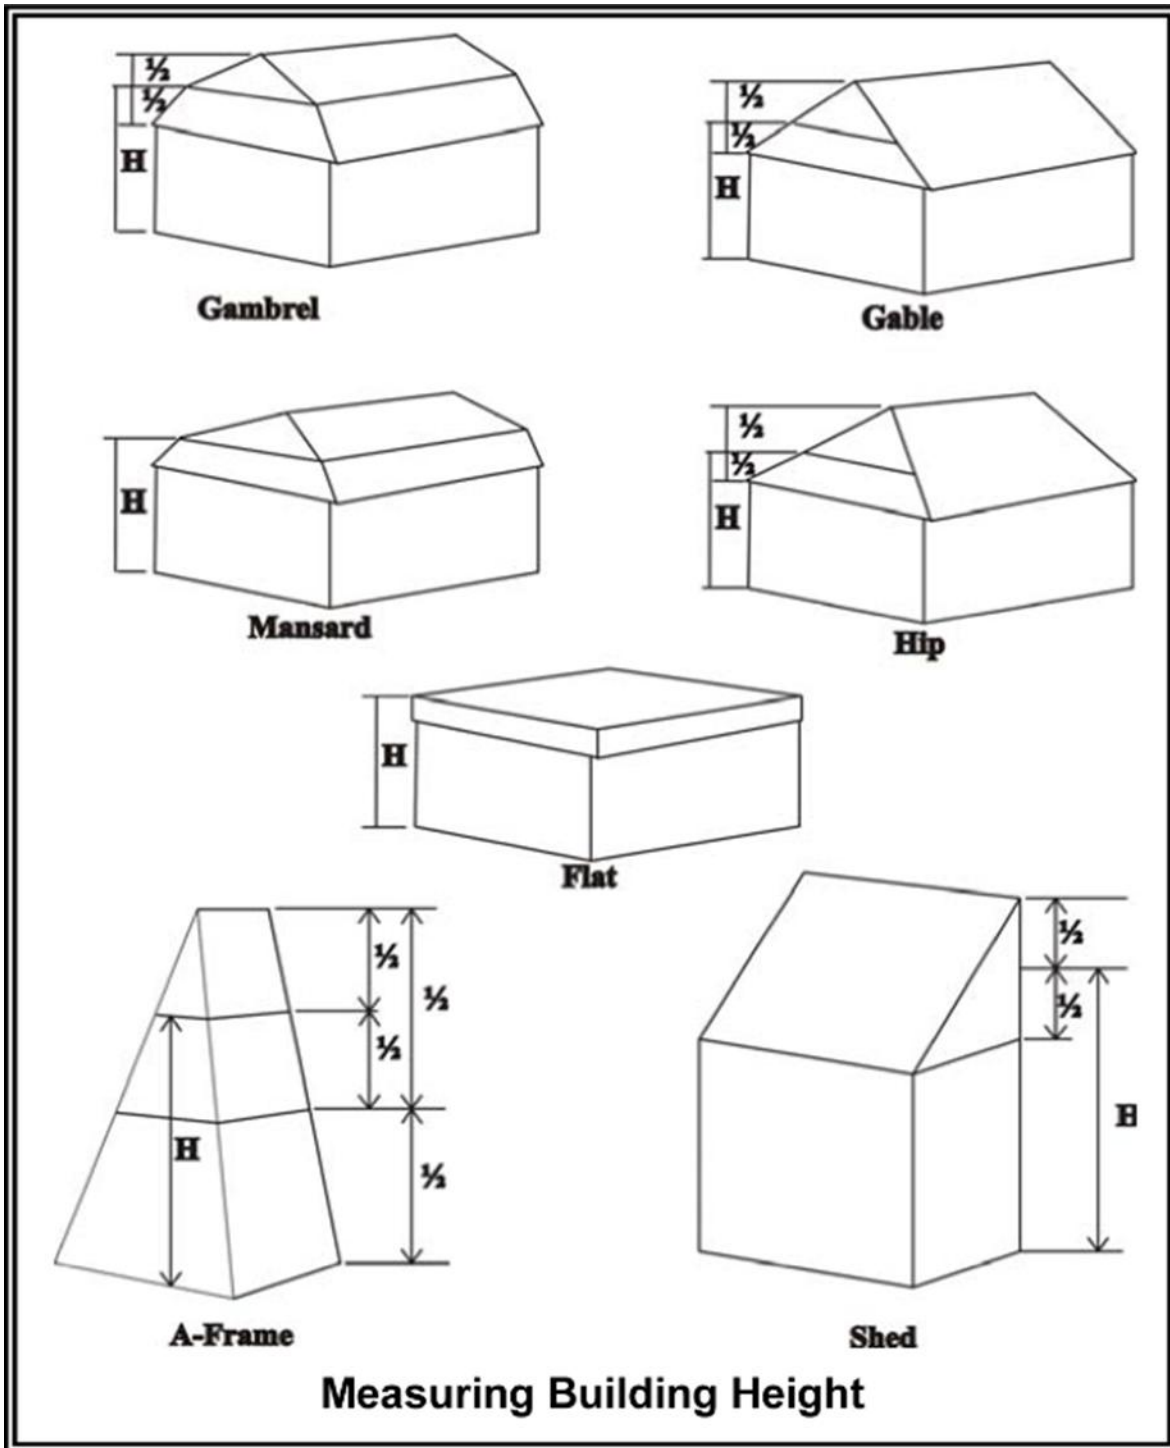 ½
½
H
Gambrel
½
½
H
Gable
H
Mansard
½
½
H
Hip
H
Flat
½
½
½
½
H
A-Frame
½
½
H
Shed
Measuring Building Height